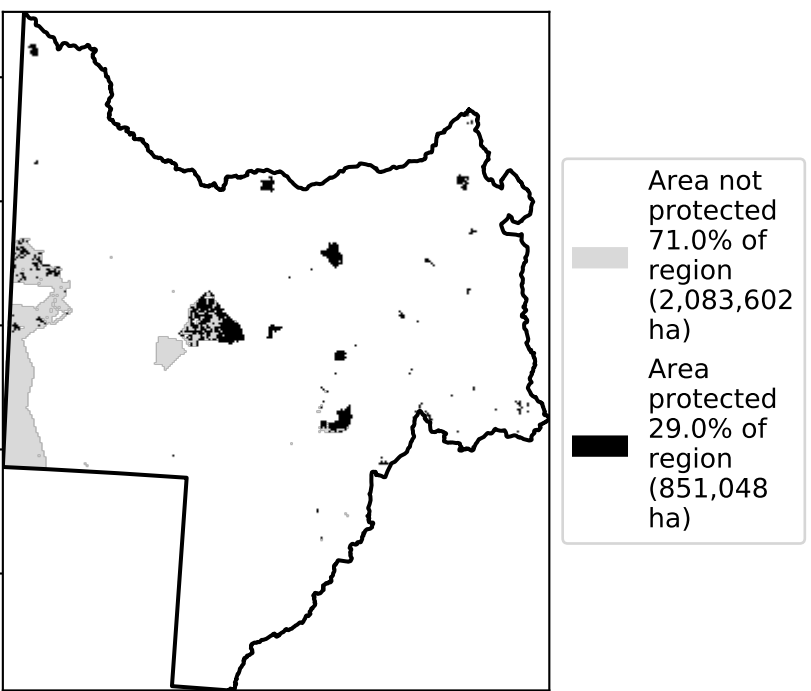 Area not
protected
71.0% of
region
(2,083,602
ha)
Area
protected
29.0% of
region
(851,048
ha)